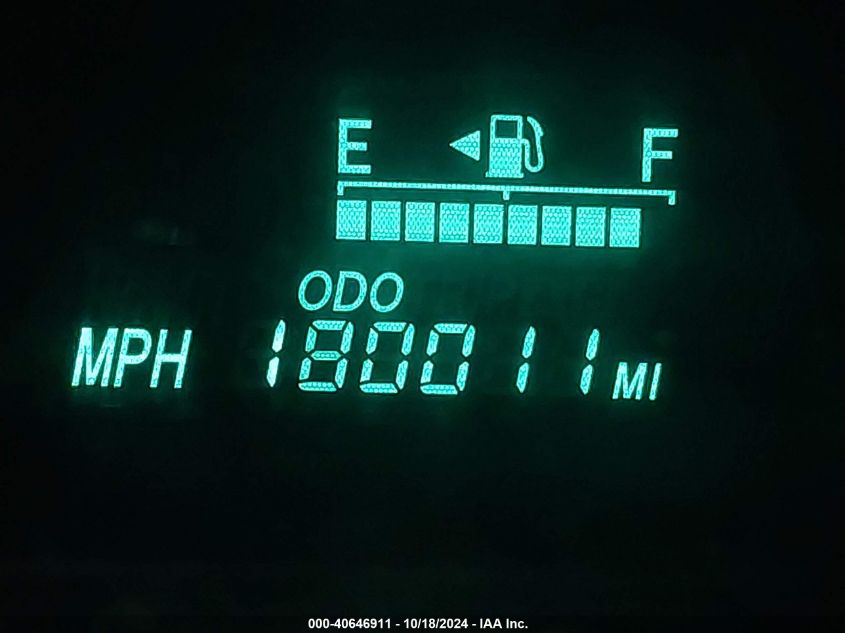 E F
ODO
MPH 180011 MI
000-40646911 - 10/18/2024 - IAA Inc.